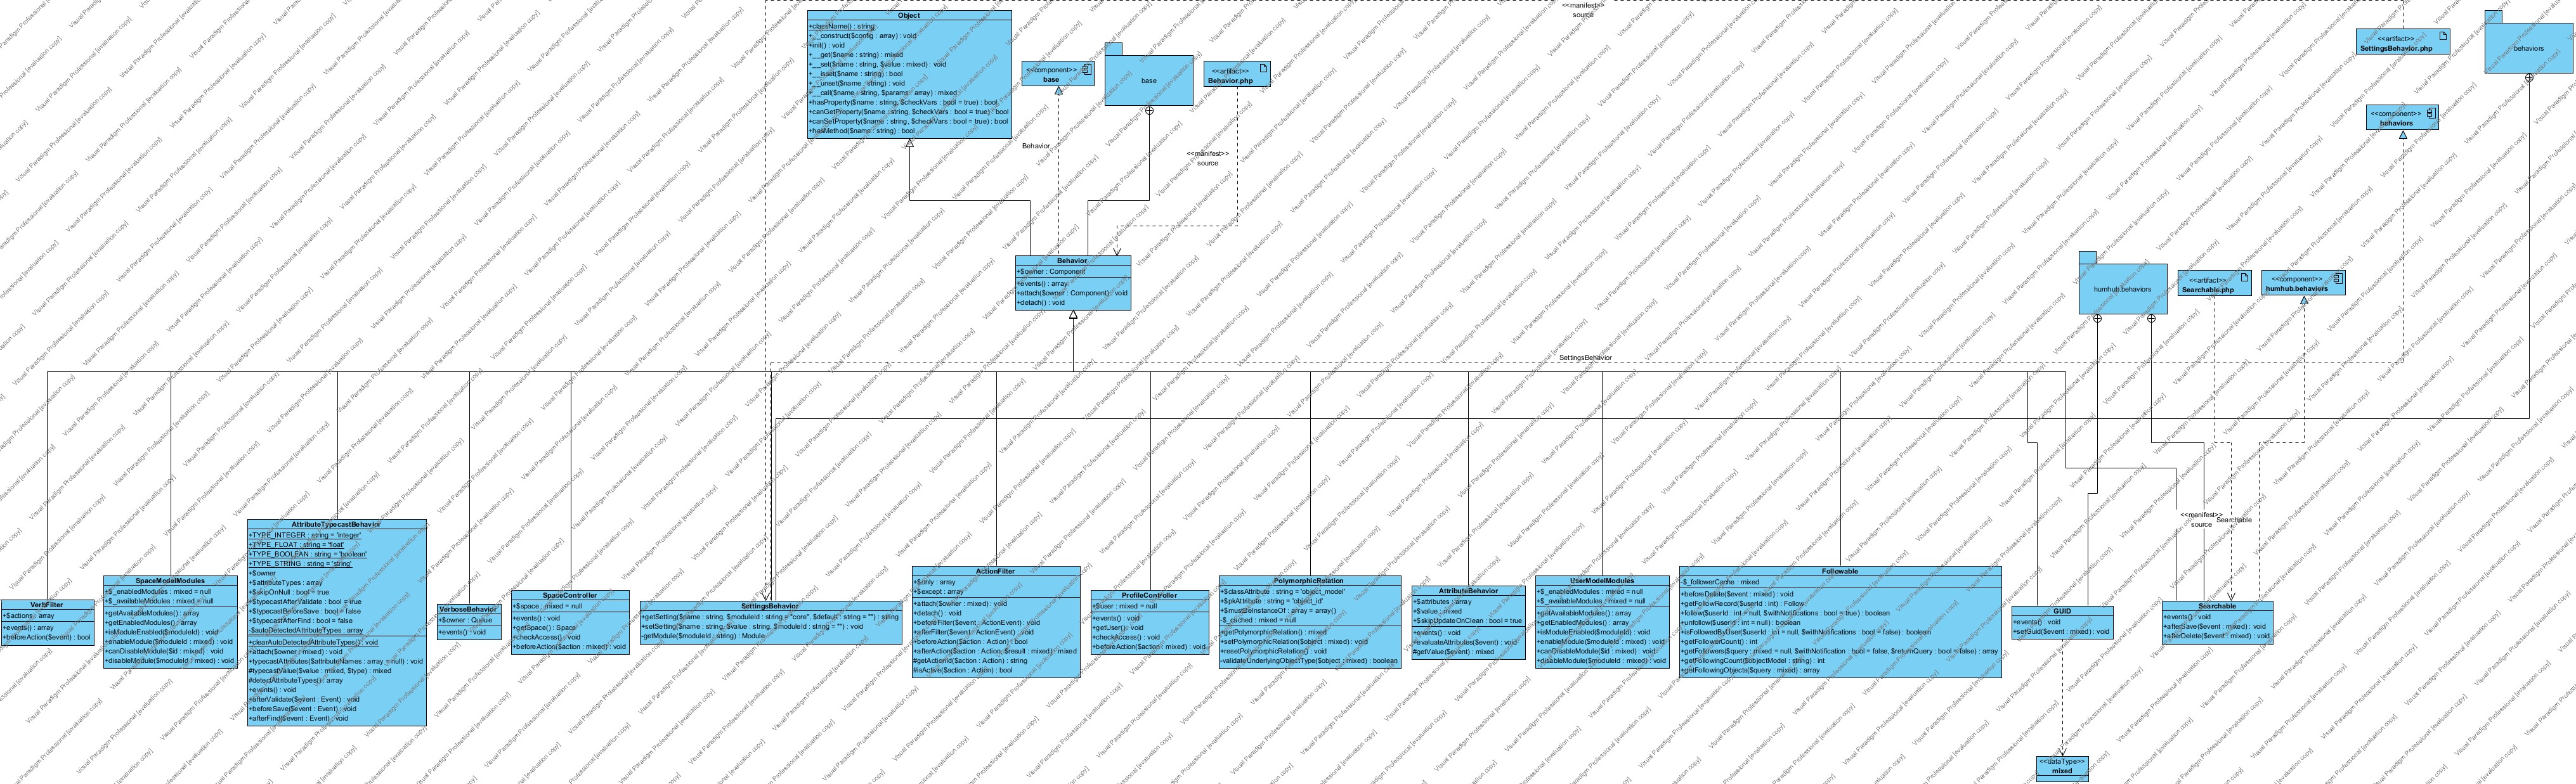 <<manifest>>
source
Object
+className() : string
+__construct($config : array) : void
+init() : void
+__get($name : string) : mixed
+__set($name : string, $value : mixed) : void
+__isset($name : string) : bool
+__unset($name : string) : void
+__call($name : string, $params : array) : mixed
+hasProperty($name : string, $checkVars : bool = true) : bool
+canGetProperty($name : string, $checkVars : bool = true) : bool
+canSetProperty($name : string, $checkVars : bool = true) : bool
+hasMethod($name : string) : bool
<<component>>
base
base
<<artifact>>
Behavior.php
<<artifact>>
SettingsBehavior.php
behaviors
<<component>>
behaviors
Behavior
<<manifest>>
source
Behavior
+$owner : Component
+events() : array
+attach($owner : Component) : void
+detach() : void
humhub.behaviors
<<artifact>>
Searchable.php
<<component>>
humhub.behaviors
SettingsBehavior
<<manifest>>
source
Searchable
VerbFilter
+$actions : array
+events() : array
+beforeAction($event) : bool
SpaceModelModules
+$_enabledModules : mixed = null
+$_availableModules : mixed = null
+getAvailableModules() : array
+getEnabledModules() : array
+isModuleEnabled($moduleId)
+enableModule($moduleId : mixed) : void
+canDisableModule($id : mixed) : void
+disableModule($moduleId : mixed) : void
AttributeTypecastBehavior
+TYPE_INTEGER : string = 'integer'
+TYPE_FLOAT : string = 'float'
+TYPE_BOOLEAN : string = 'boolean'
+TYPE_STRING : string = 'string'
+$owner
+$attributeTypes : array
+$skipOnNull : bool = true
+$typecastAfterValidate : bool = true
+$typecastBeforeSave : bool = false
+$typecastAfterFind : bool = false
-$autoDetectedAttributeTypes : array
+clearAutoDetectedAttributeTypes() : void
+attach($owner : mixed) : void
+typecastAttributes($attributeNames : array = null) : void
#typecastValue($value : mixed, $type) : mixed
#detectAttributeTypes() : array
+events() : void
+afterValidate($event : Event) : void
+beforeSave($event : Event) : void
+afterFind($event : Event) : void
VerboseBehavior
+$owner : Queue
+events() : void
SpaceController
+$space : mixed = null
+events() : void
+getSpace() : Space
+checkAccess() : void
+beforeAction($action : mixed) : void
SettingsBehavior
+getSetting($name : string, $moduleId : string = "core", $default : string = "") : string
+setSetting($name : string, $value : string, $moduleId : string = "") : void
-getModule($moduleId : string) : Module
ActionFilter
+$only : array
+$except : array
+attach($owner : mixed) : void
+detach() : void
+beforeFilter($event : ActionEvent) : void
+afterFilter($event : ActionEvent) : void
+beforeAction($action : Action) : bool
+afterAction($action : Action, $result : mixed) : mixed
#getActionId($action : Action) : string
#isActive($action : Action) : bool
ProfileController
+$user : mixed = null
+events() : void
+getUser() : void
+checkAccess() : void
+beforeAction($action : mixed) : void
PolymorphicRelation
+$classAttribute : string = 'object_model'
+$pkAttribute : string = 'object_id'
+$mustBeInstanceOf : array = array()
-$_cached : mixed = null
+getPolymorphicRelation() : mixed
+setPolymorphicRelation($object : mixed) : void
+resetPolymorphicRelation() : void
-validateUnderlyingObjectType($object : mixed) : boolean
AttributeBehavior
+$attributes : array
+$value : mixed
+$skipUpdateOnClean : bool = true
+events() : void
+evaluateAttributes($event) : void
#getValue($event) : mixed
UserModelModules
+$_enabledModules : mixed = null
+$_availableModules : mixed = null
+getAvailableModules() : array
+getEnabledModules() : array
+isModuleEnabled($moduleId)
+enableModule($moduleId : mixed) : void
+canDisableModule($id : mixed) : void
+disableModule($moduleId : mixed) : void
Followable
-$_followerCache : mixed
+beforeDelete($event : mixed) : void
+getFollowRecord($userId : int) : Follow
+follow($userId : int = null, $withNotifications : bool = true) : boolean
+unfollow($userId : int = null) : boolean
+isFollowedByUser($userId : int = null, $withNotifications : bool = false) : boolean
+getFollowerCount() : int
+getFollowers($query : mixed = null, $withNotifications : bool = false, $returnQuery : bool = false) : array
+getFollowingCount($objectModel : string) : int
+getFollowingObjects($query : mixed) : array
GUID
+events() : void
+setGuid($event : mixed) : void
Searchable
+events() : void
+afterSave($event : mixed) : void
+afterDelete($event : mixed) : void
<<dataType>>
mixed
Visual Paradigm Professional [evaluation copy]